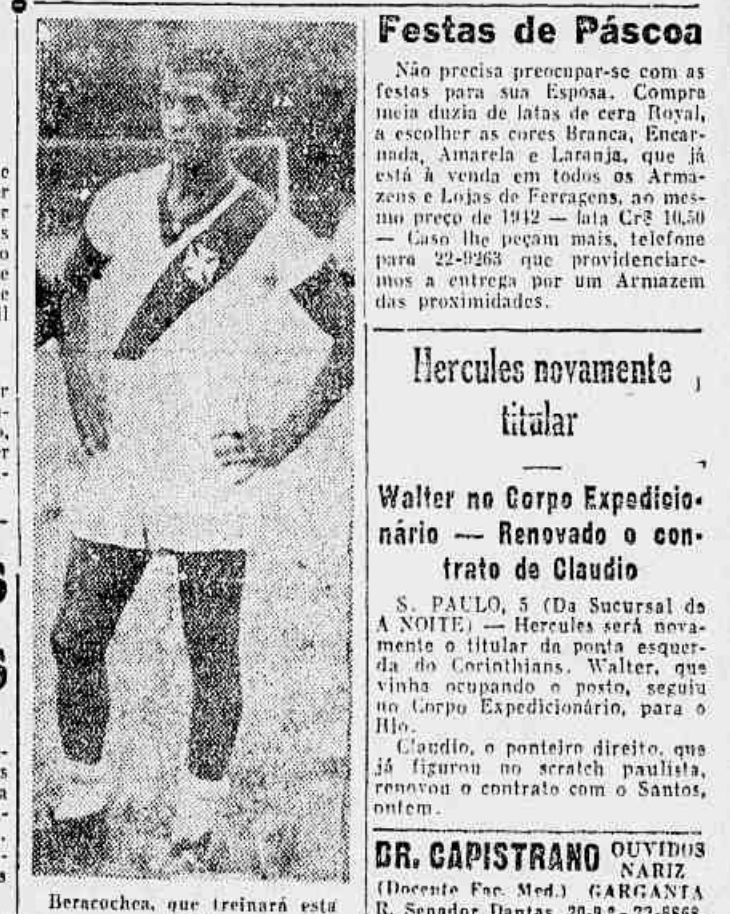 Festas de Páscoa
Não precisa preocupar-se com as
festas para sua Esposa. Compre
meia duzia de latas de cera Royal,
a escolher as cores Branca, Encar-
nada, Amarela e Laranja, que já
está à venda em todos os Arma-
zens e Lojas de Ferragens, ao mes-
mo preço de 1942 — lata Cr$ 10,50
— Caso lhe peçam mais, telefone
para 22-9263 que providenciare-
mos a entrega por um Armazem
das proximidades.
Hercules novamente
titular
Walter no Corpo Expedicio-
nário — Renovado o con-
trato de Claudio
S. PAULO, 5 (Da Sucursal de
A NOITE) — Hercules será nova-
mente o titular da ponta esquer-
da do Corinthians. Walter, que
vinha ocupando o posto, seguiu
no Corpo Expedicionário, para o
Rio.
Claudio, o ponteiro direito, que
já figurou no scratch paulista,
renovou o contrato com o Santos,
ontem.
DR. CAPISTRANO OUVIDOS
NARIZ
(Docente Fac. Med.) GARGANTA
R. Senador Dantas
Beracochea, que treinará esta